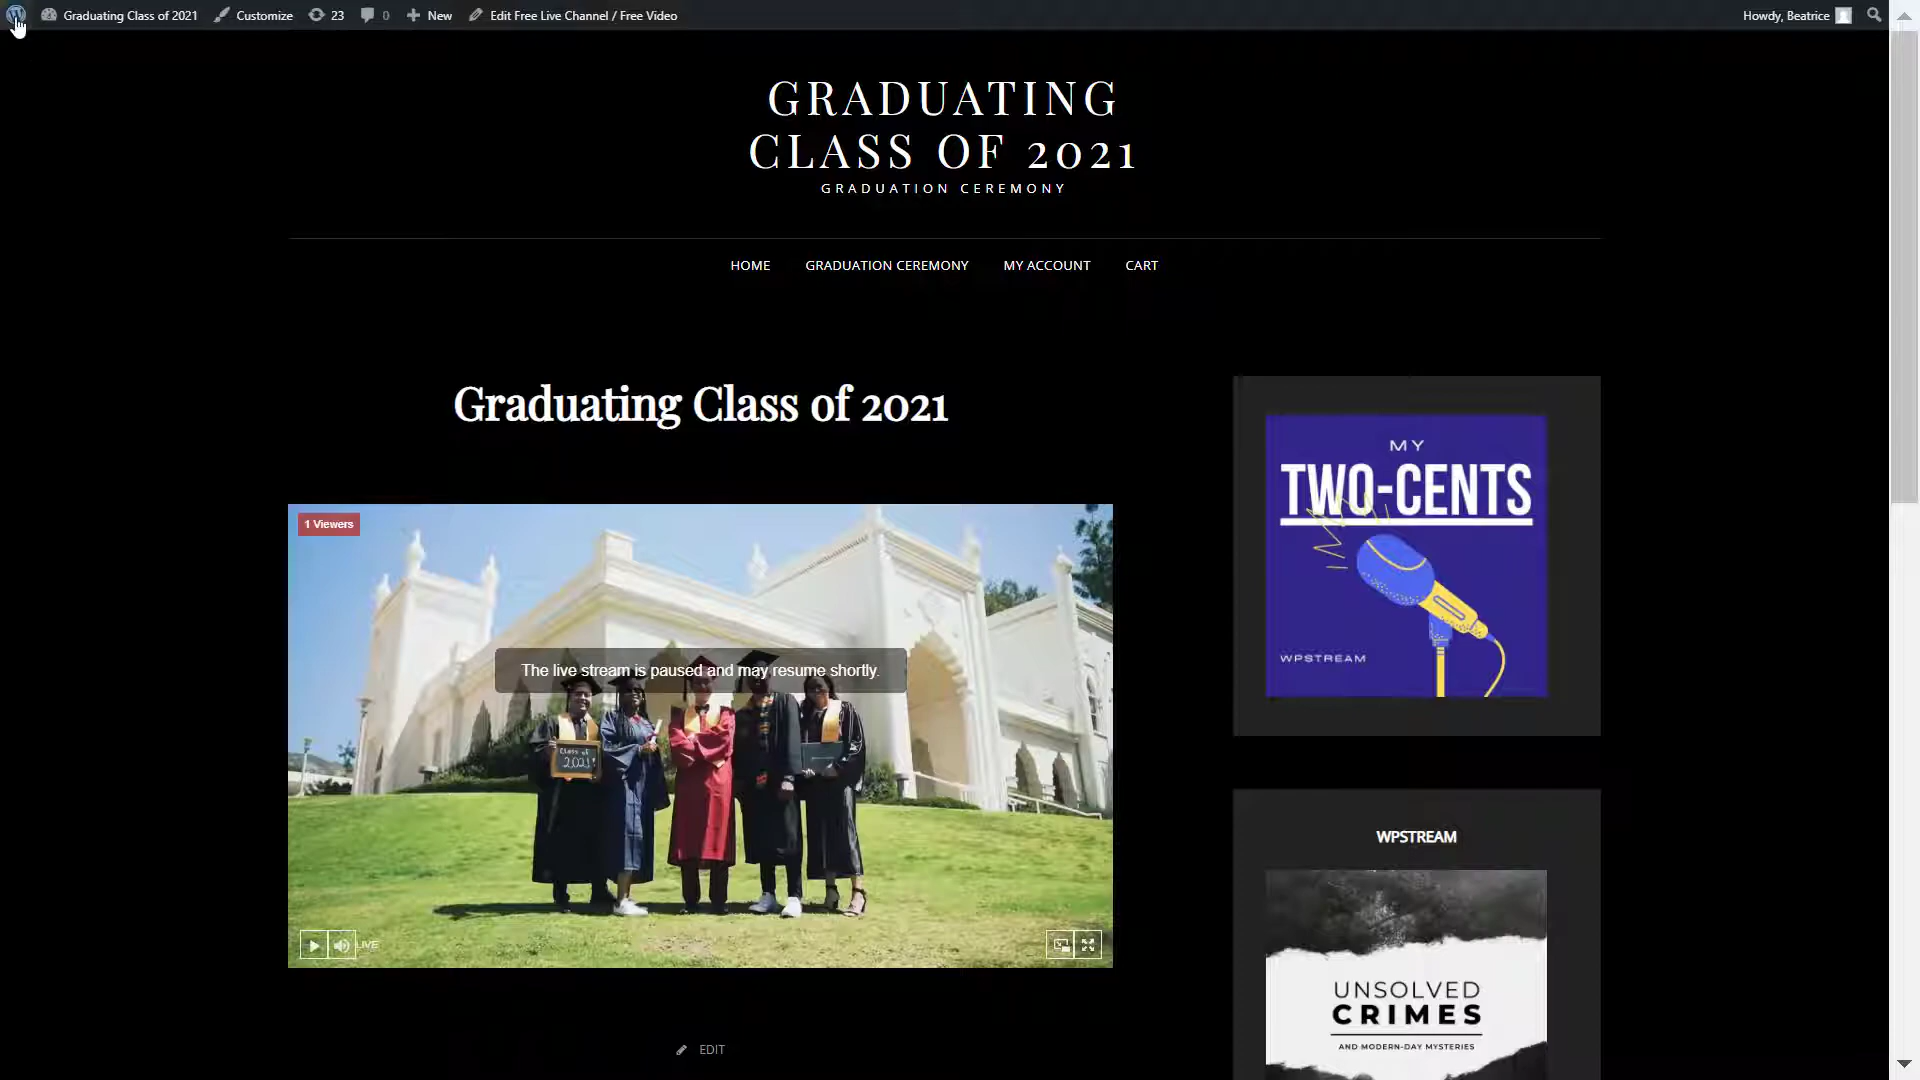 Graduating Class of 2021 Customize 23 0 New Edit Free Live Channel / Free Video Howdy, Beatrice
GRADUATING
CLASS OF 2021
GRADUATION CEREMONY
HOME GRADUATION CEREMONY MY ACCOUNT CART
Graduating Class of 2021
1 Viewers
The live stream is paused and may resume shortly.
Class of
2021
LIVE
EDIT
MY
TWO-CENTS
WPSTREAM
WPSTREAM
UNSOLVED
CRIMES
AND MODERN-DAY MYSTERIES